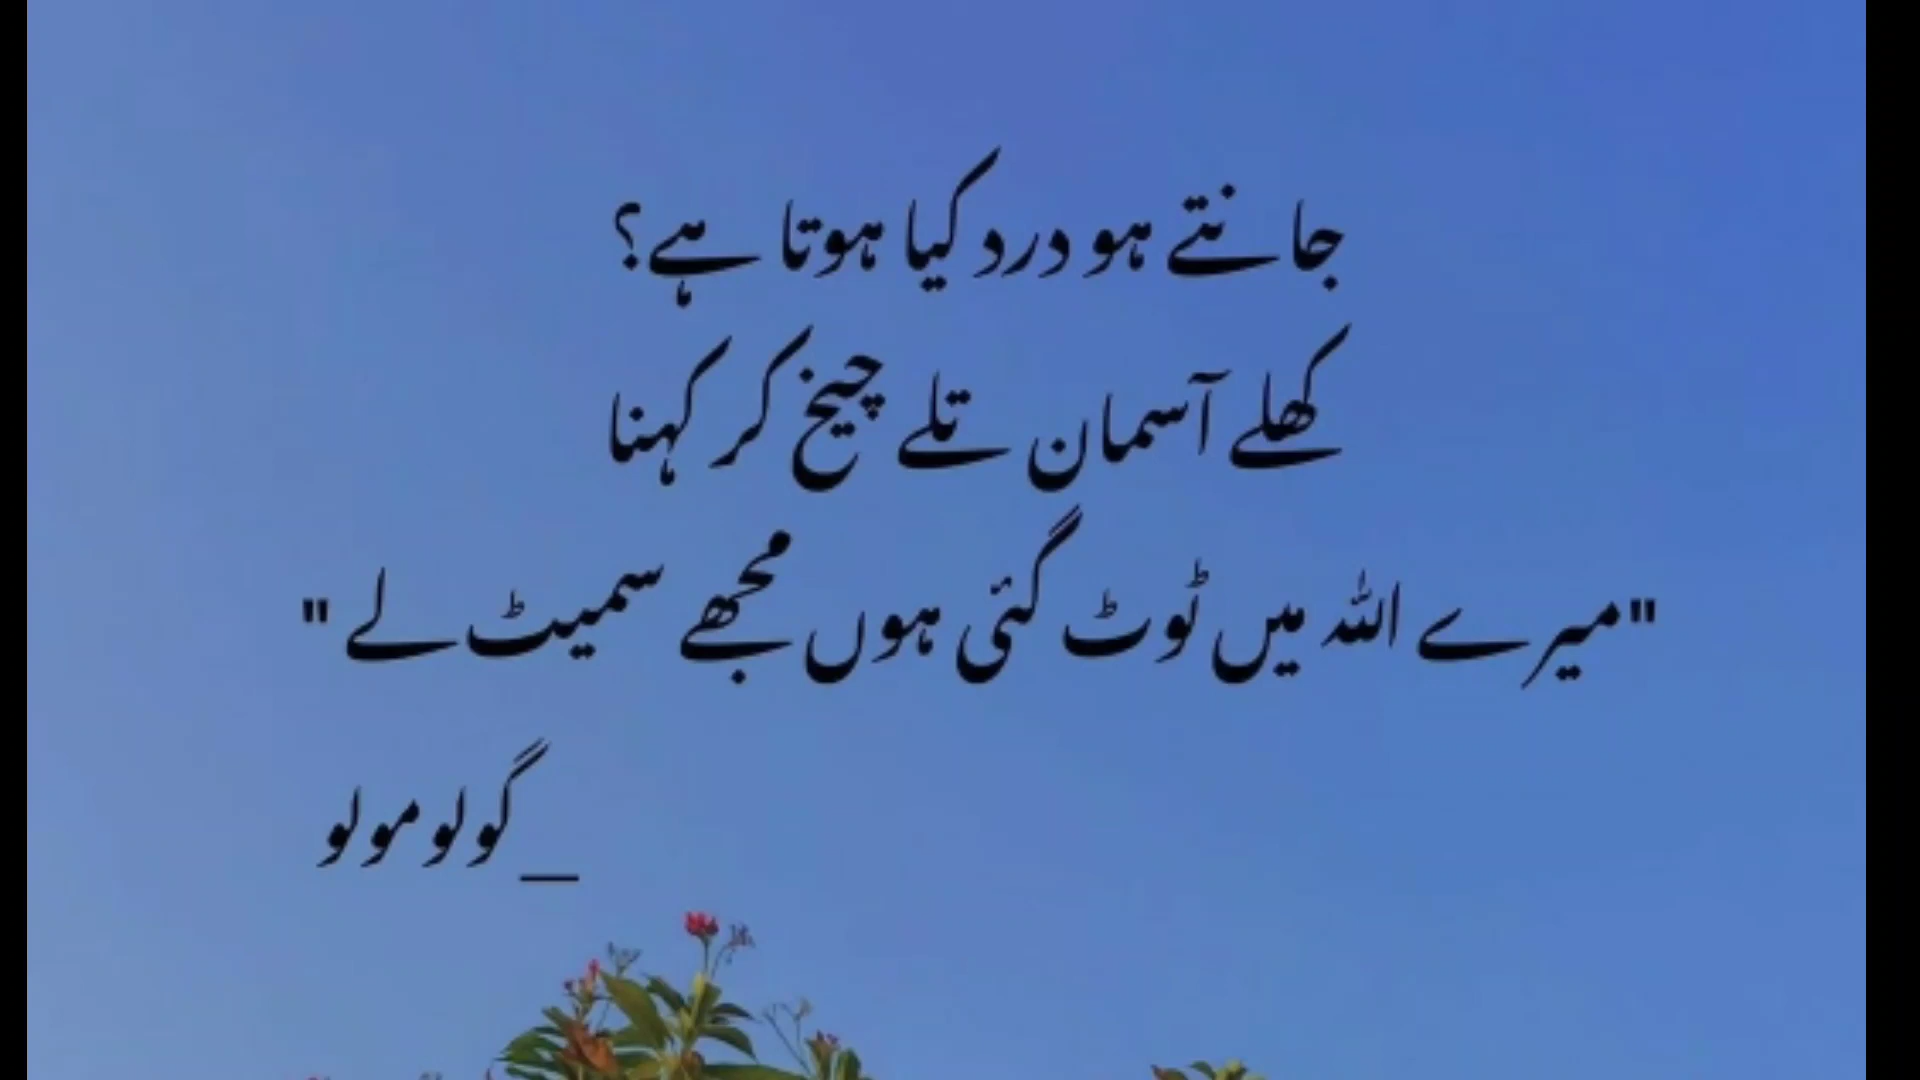 جانتے ہو درد کیا ہوتا ہے؟
کھلے آسمان تلے چیخ کر کہنا
"میرے اللہ میں ٹوٹ گئی ہوں مجھے سمیٹ لے"
_گولو مولو